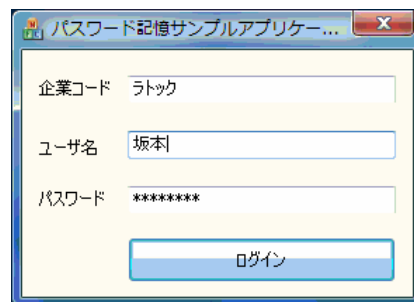 パスワード記憶サンプルアプリケー...
企業コード ラトック
ユーザ名 坂本
パスワード ********
ログイン